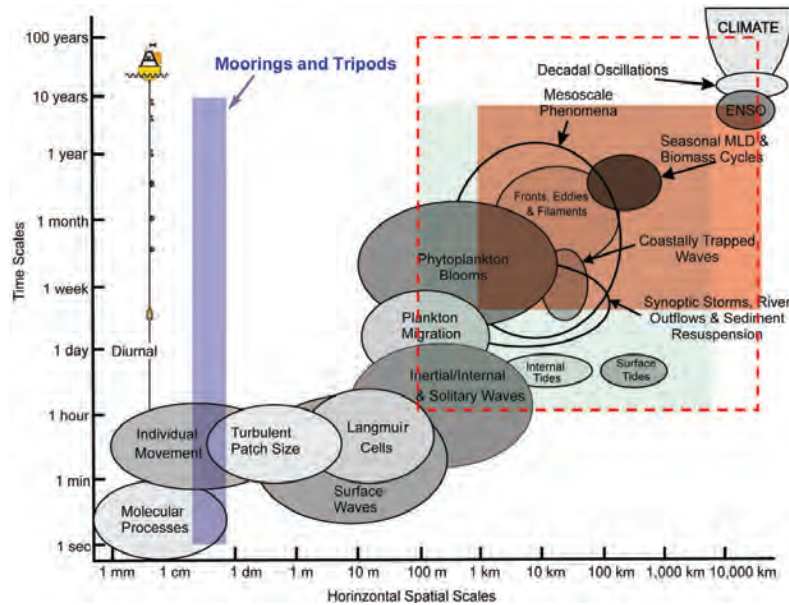 100 years
10 years
1 year
1 month
1 week
1 day
1 hour
1 min
1 sec
Time Scales
Moorings and Tripods
Diurnal
CLIMATE
Decadal Oscillations
Mesoscale
Phenomena
ENSO
Seasonal MLD &
Biomass Cycles
Fronts, Eddies
& Filaments
Phytoplankton
Blooms
Coastally Trapped
Waves
Plankton
Migration
Synoptic Storms, River
Outflows & Sediment
Resuspension
Inertial/Internal
& Solitary Waves
Internal
Tides
Surface
Tides
Individual
Movement
Turbulent
Patch Size
Langmuir
Cells
Surface
Waves
Molecular
Processes
1 mm
1 cm
1 dm
1 m
10 m
100 m
1 km
10 km
100 km
1,000 km
10,000 km
Horinzontal Spatial Scales